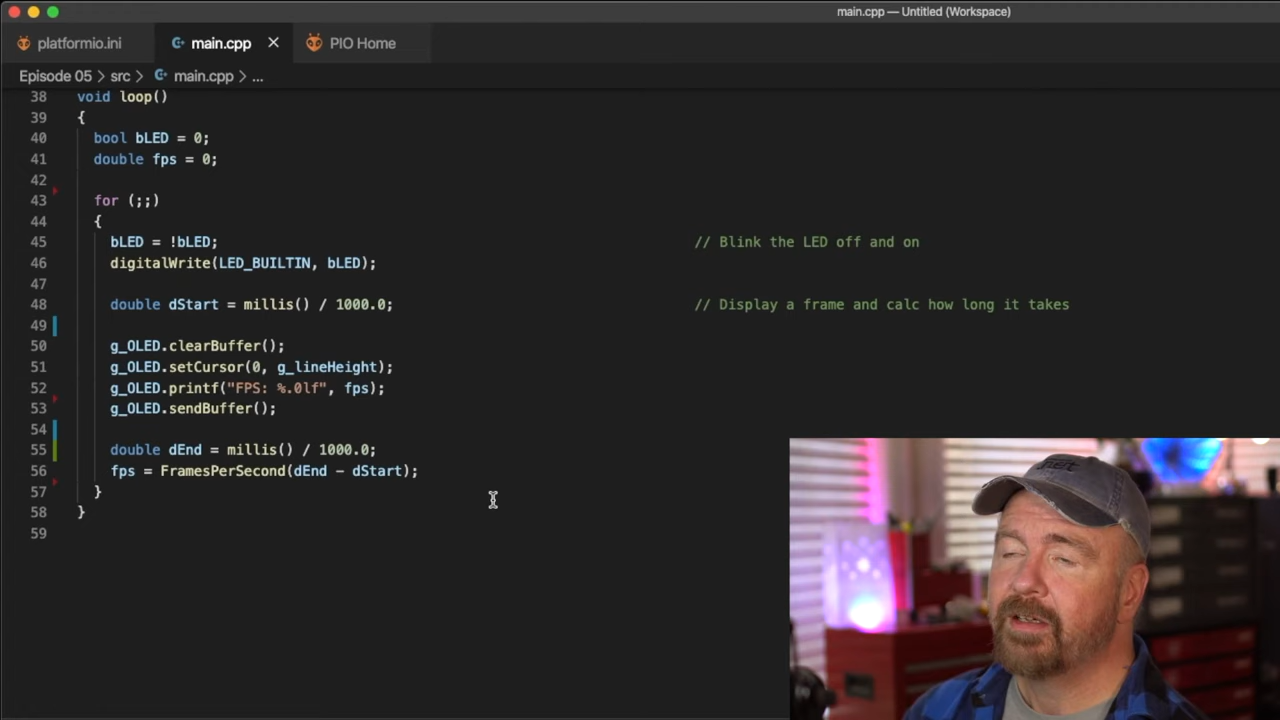 main.cpp — Untitled (Workspace)
platformio.ini
main.cpp
PIO Home
Episode 05 > src > main.cpp > ...
38 void loop()
39 {
40 bool bLED = 0;
41 double fps = 0;
42
43 for (;;)
44 {
45 bLED = !bLED; // Blink the LED off and on
46 digitalWrite(LED_BUILTIN, bLED);
47
48 double dStart = millis() / 1000.0; // Display a frame and calc how long it takes
49
50 g_OLED.clearBuffer();
51 g_OLED.setCursor(0, g_lineHeight);
52 g_OLED.printf("FPS: %.0lf", fps);
53 g_OLED.sendBuffer();
54
55 double dEnd = millis() / 1000.0;
56 fps = FramesPerSecond(dEnd - dStart);
57 }
58 }
59